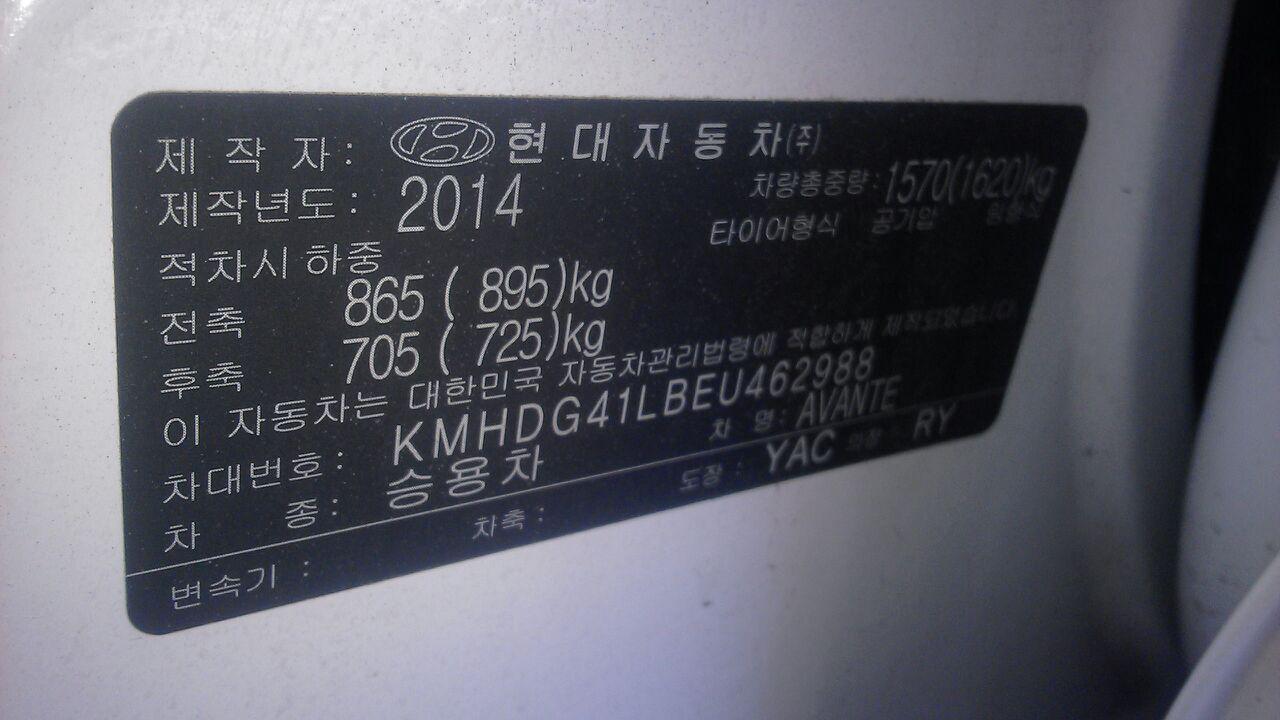 제 작 자 : 현 대 자 동 차 (주)
제작년도 : 2014 차량총중량 : 1570(1620)kg
적차시 하중 타이어형식 공기압 림형식
전축 865 ( 895)kg
후축 705 ( 725)kg
이 자동차는 대한민국 자동차관리법령에 적합하게 제작되었습니다.
차대번호 : KMHDG41LBEU462988
차 종 : 승용차 차 명 : AVANTE
변속기 : 차축 : 도장 : YAC 의장 : RY